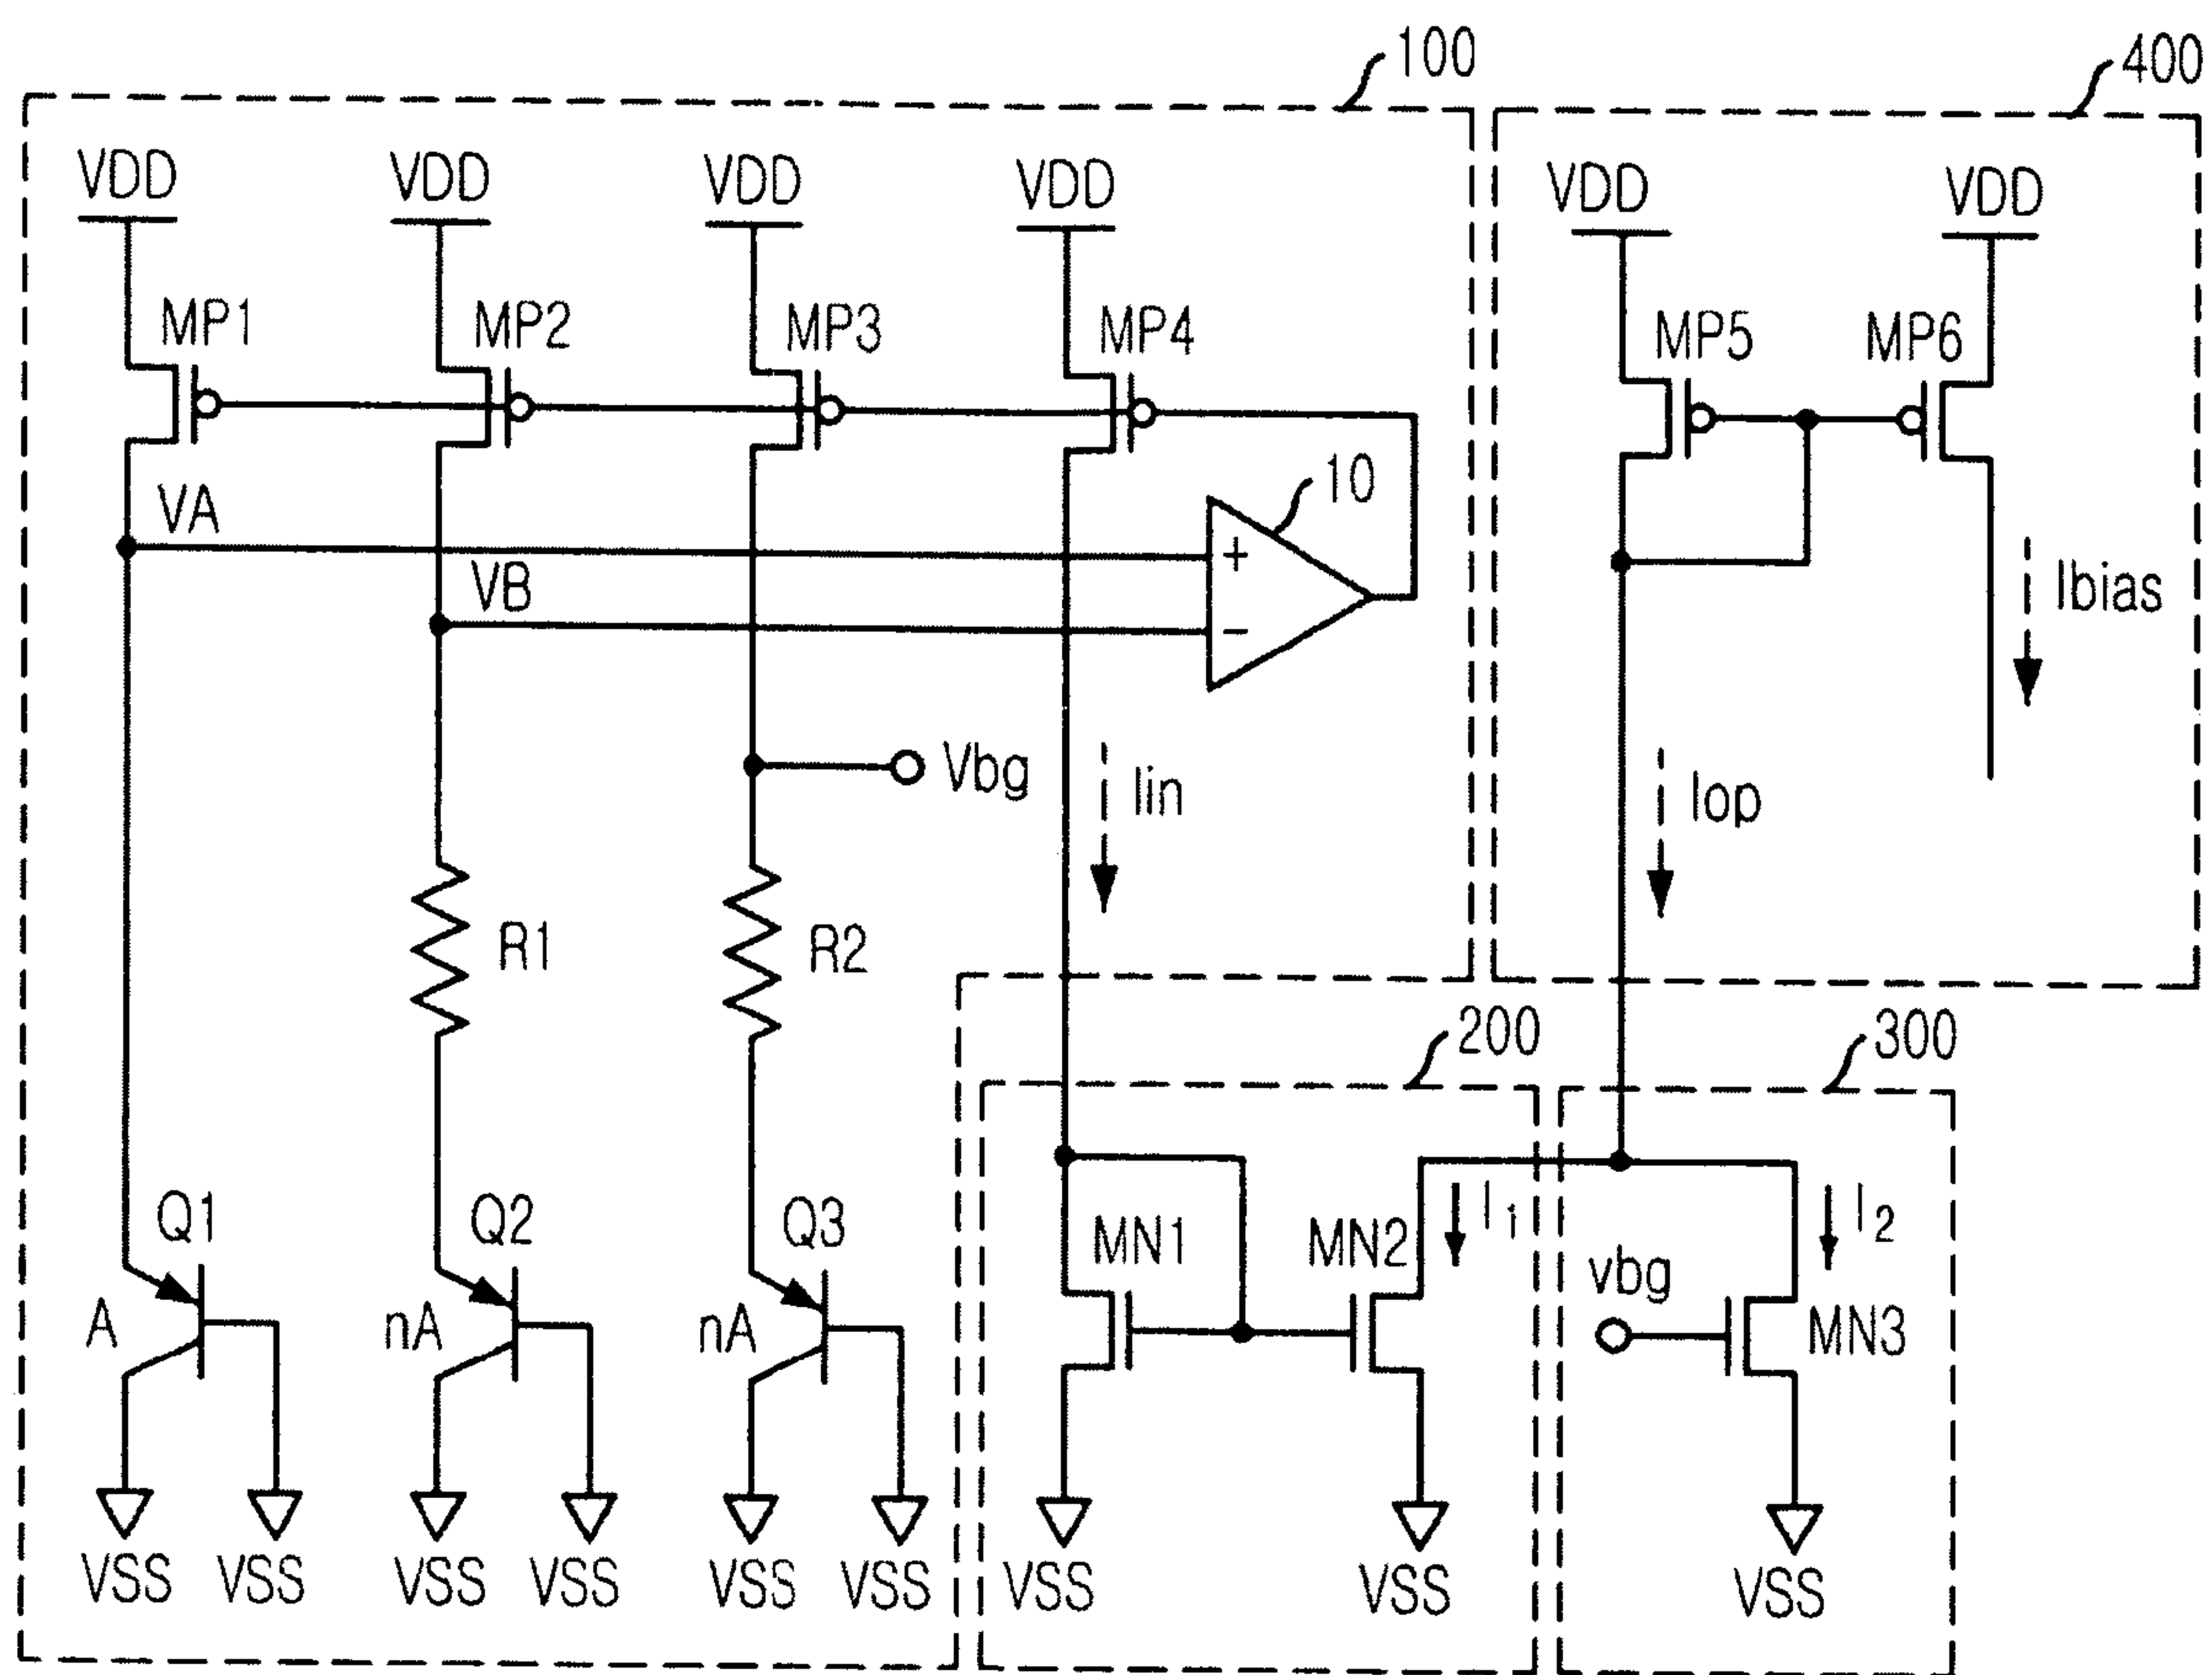 100
400
VDD VDD VDD VDD VDD VDD
MP1 MP2 MP3 MP4 MP5 MP6
10
VA
+
VB
−
Ibias
Vbg Iin Iop
R1 R2
200 300
Q1 Q2 Q3 MN1 MN2 I1 I2
vbg
A nA nA MN3
VSS VSS VSS VSS VSS VSS VSS VSS VSS